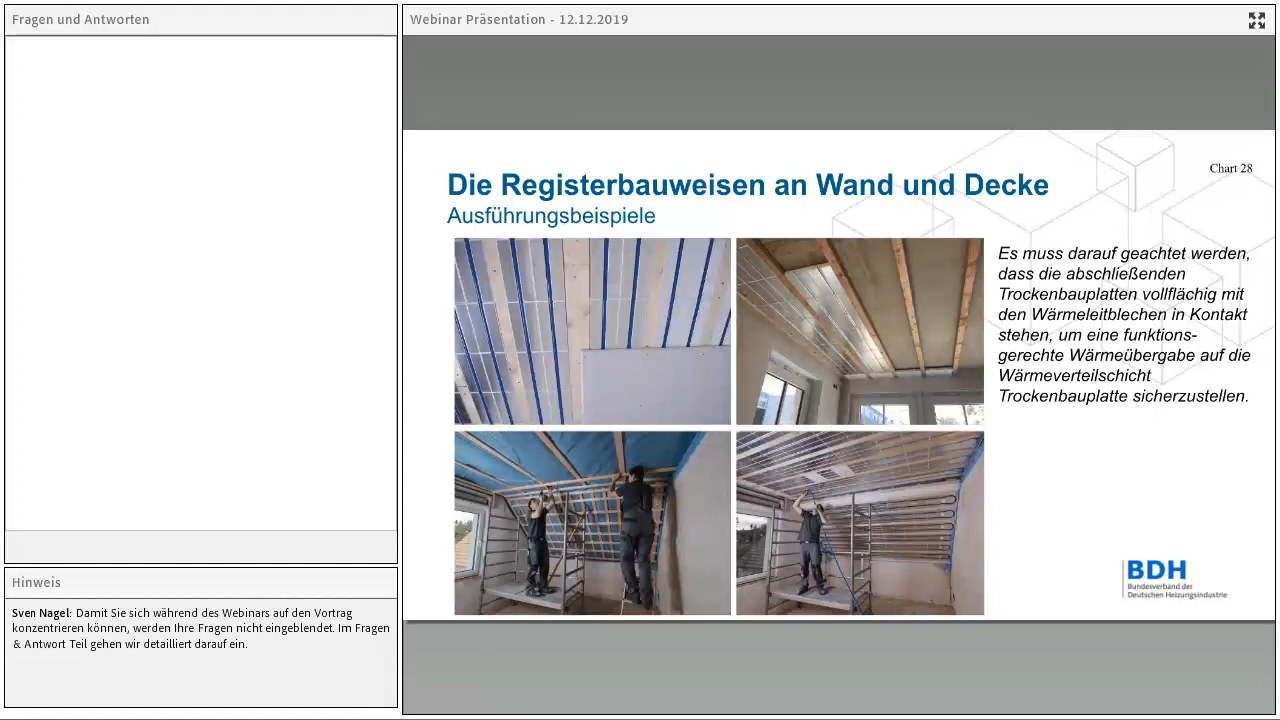 Fragen und Antworten
Hinweis
Sven Nagel: Damit Sie sich während des Webinars auf den Vortrag
konzentrieren können, werden Ihre Fragen nicht eingeblendet. Im Fragen
& Antwort Teil gehen wir detailliert darauf ein.
Webinar Präsentation - 12.12.2019
Chart 28
Die Registerbauweisen an Wand und Decke
Ausführungsbeispiele
Es muss darauf geachtet werden,
dass die abschließenden
Trockenbauplatten vollflächig mit
den Wärmeleitblechen in Kontakt
stehen, um eine funktions-
gerechte Wärmeübergabe auf die
Wärmeverteilschicht
Trockenbauplatte sicherzustellen.
BDH
Bundesverband der
Deutschen Heizungsindustrie